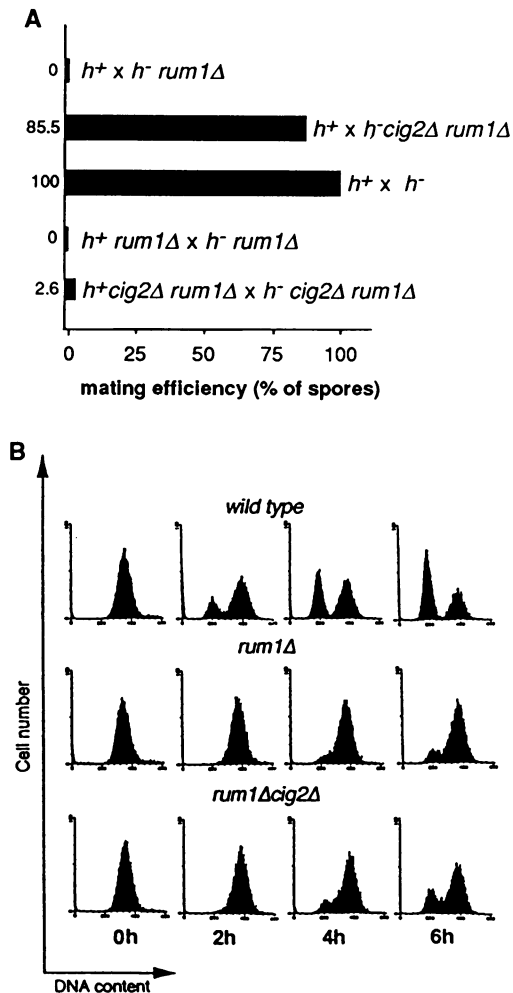 A
0 h+ x h- rum1Δ
85.5 h+ x h-cig2Δ rum1Δ
100 h+ x h-
0 h+ rum1Δ x h- rum1Δ
2.6 h+cig2Δ rum1Δ x h- cig2Δ rum1Δ
0 25 50 75 100
mating efficiency (% of spores)
B
wild type
rum1Δ
Cell number
rum1Δcig2Δ
0h 2h 4h 6h
DNA content